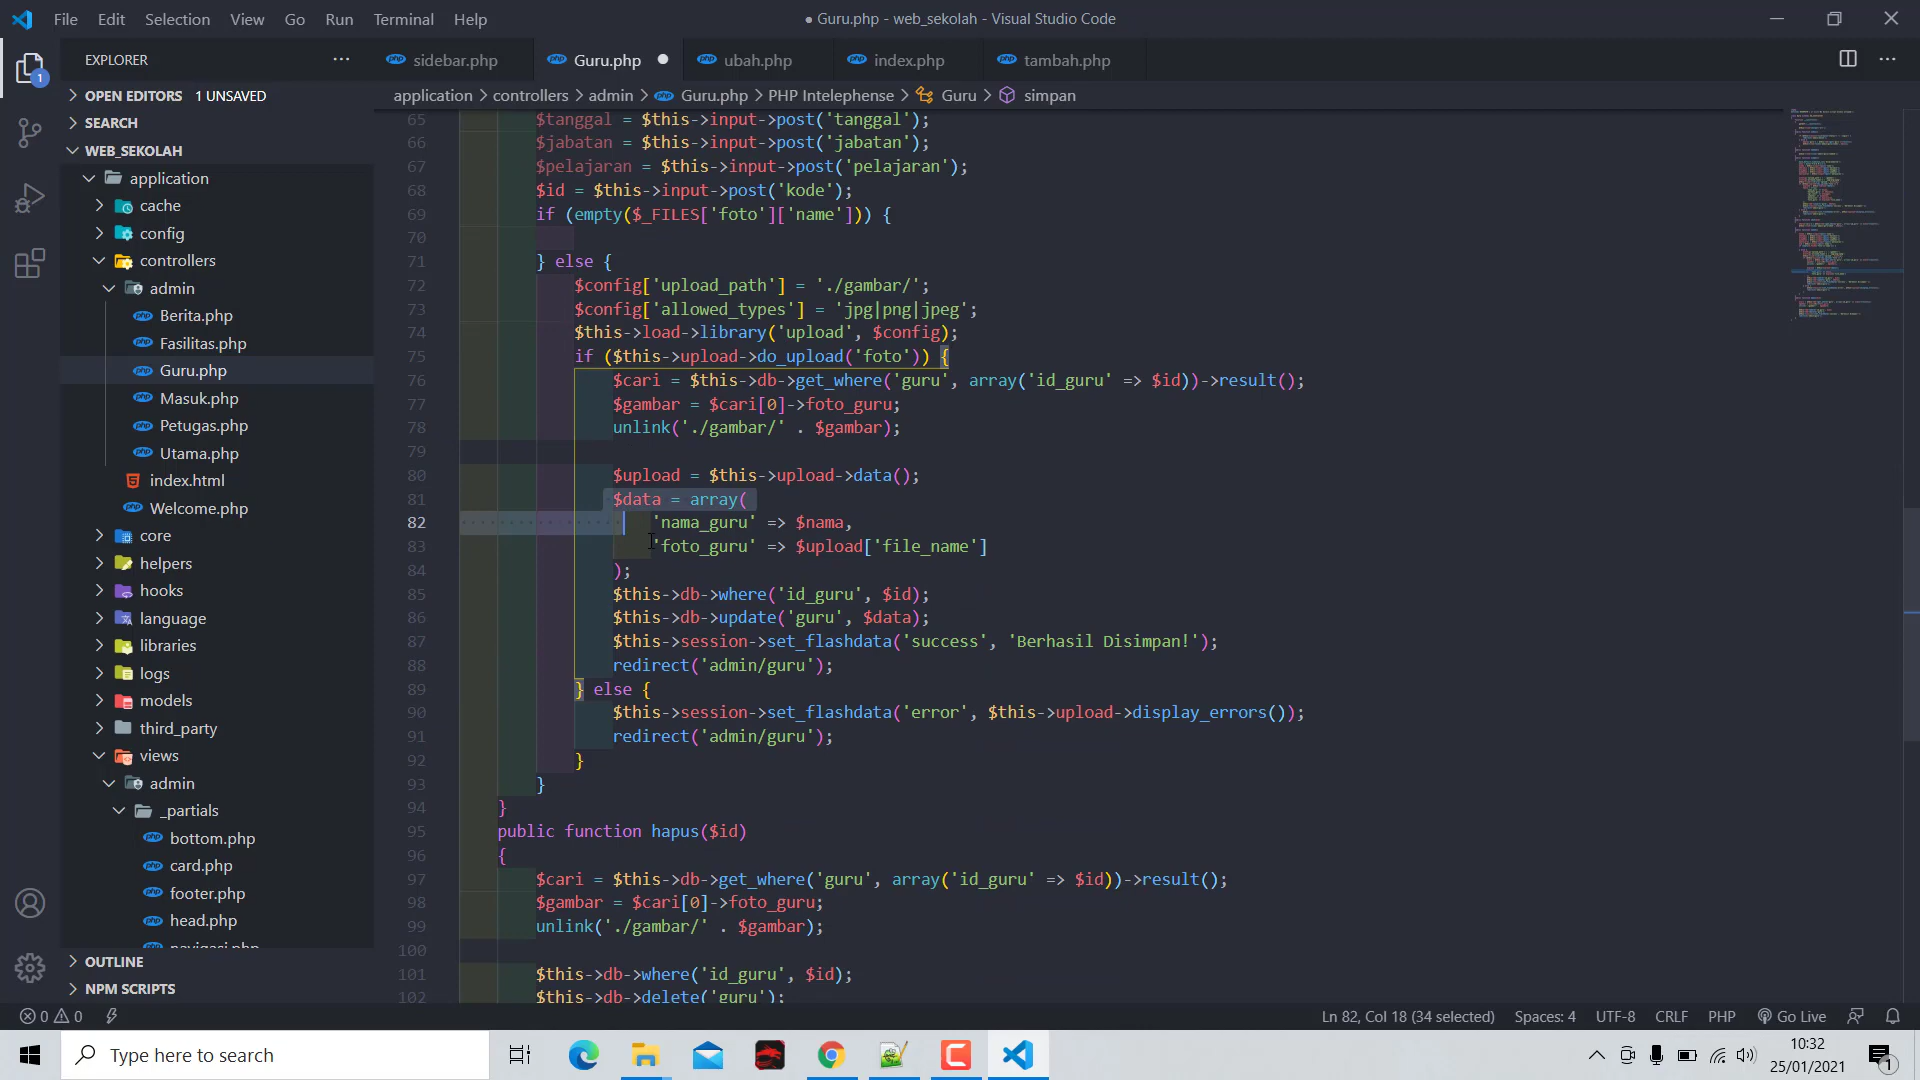 File Edit Selection View Go Run Terminal Help
● Guru.php - web_sekolah - Visual Studio Code
EXPLORER
sidebar.php
Guru.php
ubah.php
index.php
tambah.php
application > controllers > admin > Guru.php > PHP Intelephense > Guru > simpan
1
OPEN EDITORS 1 UNSAVED
SEARCH
WEB_SEKOLAH
application
cache
config
controllers
admin
Berita.php
Fasilitas.php
Guru.php
Masuk.php
Petugas.php
Utama.php
index.html
Welcome.php
core
helpers
hooks
language
libraries
logs
models
third_party
views
admin
_partials
bottom.php
card.php
footer.php
head.php
navigasi.php
OUTLINE
NPM SCRIPTS
65 $tanggal = $this->input->post('tanggal');
66 $jabatan = $this->input->post('jabatan');
67 $pelajaran = $this->input->post('pelajaran');
68 $id = $this->input->post('kode');
69 if (empty($_FILES['foto']['name'])) {
70
71 } else {
72 $config['upload_path'] = './gambar/';
73 $config['allowed_types'] = 'jpg|png|jpeg';
74 $this->load->library('upload', $config);
75 if ($this->upload->do_upload('foto')) {
76 $cari = $this->db->get_where('guru', array('id_guru' => $id))->result();
77 $gambar = $cari[0]->foto_guru;
78 unlink('./gambar/' . $gambar);
79
80 $upload = $this->upload->data();
81 $data = array(
82 'nama_guru' => $nama,
83 'foto_guru' => $upload['file_name']
84 );
85 $this->db->where('id_guru', $id);
86 $this->db->update('guru', $data);
87 $this->session->set_flashdata('success', 'Berhasil Disimpan!');
88 redirect('admin/guru');
89 } else {
90 $this->session->set_flashdata('error', $this->upload->display_errors());
91 redirect('admin/guru');
92 }
93 }
94 }
95 public function hapus($id)
96 {
97 $cari = $this->db->get_where('guru', array('id_guru' => $id))->result();
98 $gambar = $cari[0]->foto_guru;
99 unlink('./gambar/' . $gambar);
100
101 $this->db->where('id_guru', $id);
102 $this->db->delete('guru');
0 0
Ln 82, Col 18 (34 selected) Spaces: 4 UTF-8 CRLF PHP Go Live
Type here to search
10:32
25/01/2021
1